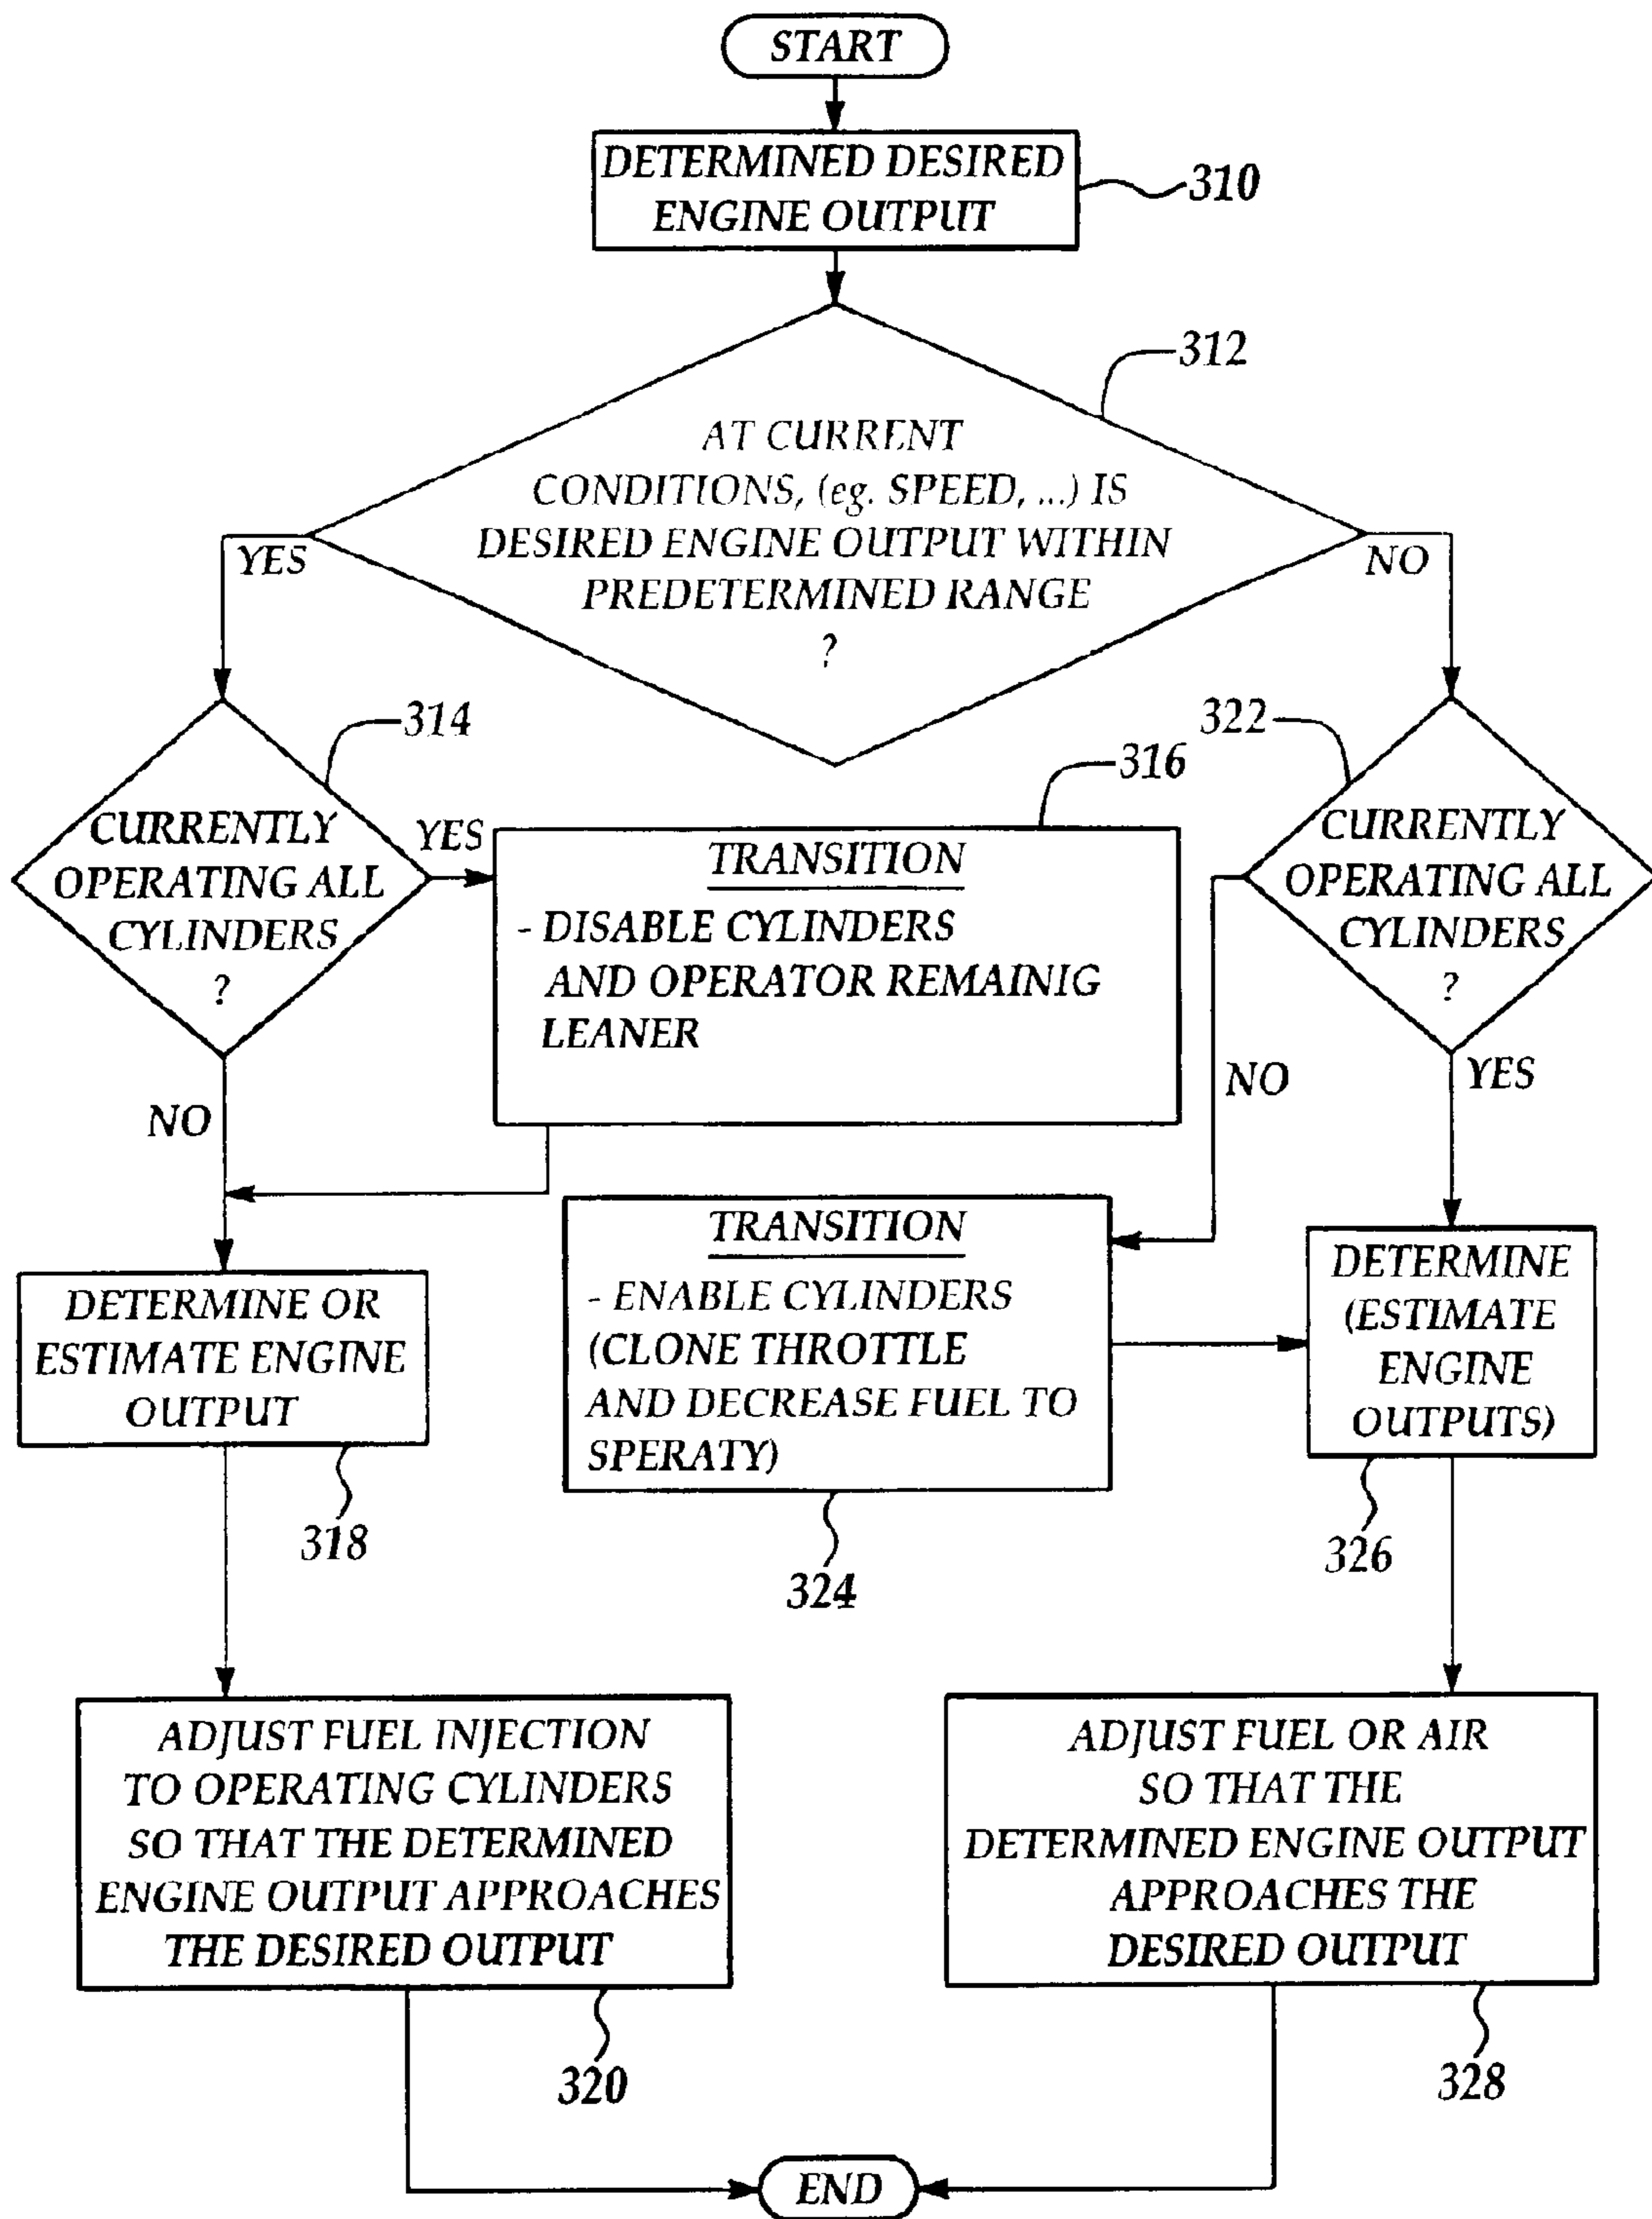 START
DETERMINED DESIRED
ENGINE OUTPUT
310
312
AT CURRENT
CONDITIONS, (eg. SPEED, ...) IS
DESIRED ENGINE OUTPUT WITHIN
PREDETERMINED RANGE
?
YES
NO
314
CURRENTLY
OPERATING ALL
CYLINDERS
?
YES
NO
316
TRANSITION
- DISABLE CYLINDERS
AND OPERATOR REMAINIG
LEANER
322
CURRENTLY
OPERATING ALL
CYLINDERS
?
NO
YES
TRANSITION
- ENABLE CYLINDERS
(CLONE THROTTLE
AND DECREASE FUEL TO
SPERATY)
324
DETERMINE OR
ESTIMATE ENGINE
OUTPUT
318
DETERMINE
(ESTIMATE
ENGINE
OUTPUTS)
326
ADJUST FUEL INJECTION
TO OPERATING CYLINDERS
SO THAT THE DETERMINED
ENGINE OUTPUT APPROACHES
THE DESIRED OUTPUT
320
ADJUST FUEL OR AIR
SO THAT THE
DETERMINED ENGINE OUTPUT
APPROACHES THE
DESIRED OUTPUT
328
END